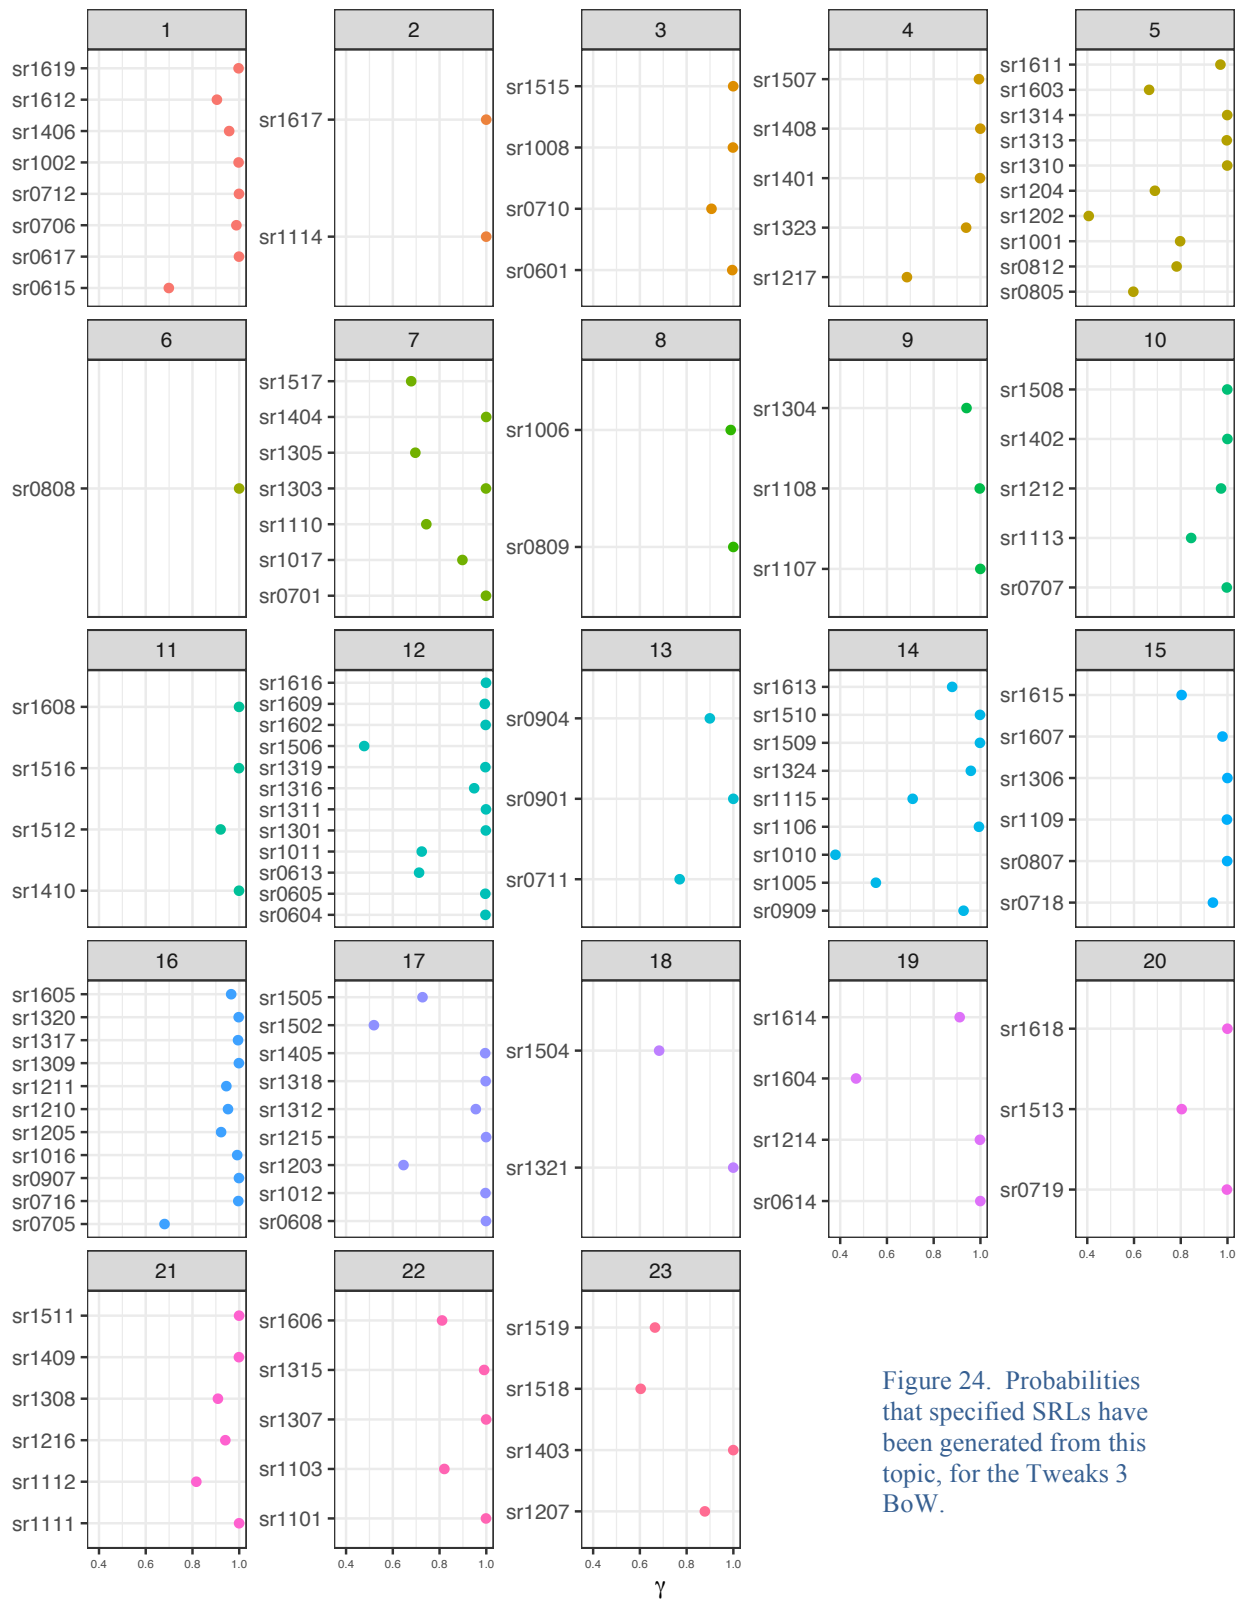 1
2
3
4
5
sr1619
sr1612
sr1406
sr1002
sr0712
sr0706
sr0617
sr0615
sr1617
sr1114
sr1515
sr1008
sr0710
sr0601
sr1507
sr1408
sr1401
sr1323
sr1217
sr1611
sr1603
sr1314
sr1313
sr1310
sr1204
sr1202
sr1001
sr0812
sr0805
6
7
8
9
10
sr0808
sr1517
sr1404
sr1305
sr1303
sr1110
sr1017
sr0701
sr1006
sr0809
sr1304
sr1108
sr1107
sr1508
sr1402
sr1212
sr1113
sr0707
11
12
13
14
15
sr1608
sr1516
sr1512
sr1410
sr1616
sr1609
sr1602
sr1506
sr1319
sr1316
sr1311
sr1301
sr1011
sr0613
sr0605
sr0604
sr0904
sr0901
sr0711
sr1613
sr1510
sr1509
sr1324
sr1115
sr1106
sr1010
sr1005
sr0909
sr1615
sr1607
sr1306
sr1109
sr0807
sr0718
16
17
18
19
20
sr1605
sr1320
sr1317
sr1309
sr1211
sr1210
sr1205
sr1016
sr0907
sr0716
sr0705
sr1505
sr1502
sr1405
sr1318
sr1312
sr1215
sr1203
sr1012
sr0608
sr1504
sr1321
sr1614
sr1604
sr1214
sr0614
sr1618
sr1513
sr0719
0.4 0.6 0.8 1.0
0.4 0.6 0.8 1.0
21
22
23
sr1511
sr1409
sr1308
sr1216
sr1112
sr1111
sr1606
sr1315
sr1307
sr1103
sr1101
sr1519
sr1518
sr1403
sr1207
0.4 0.6 0.8 1.0
0.4 0.6 0.8 1.0
0.4 0.6 0.8 1.0
γ
Figure 24. Probabilities
that specified SRLs have
been generated from this
topic, for the Tweaks 3
BoW.